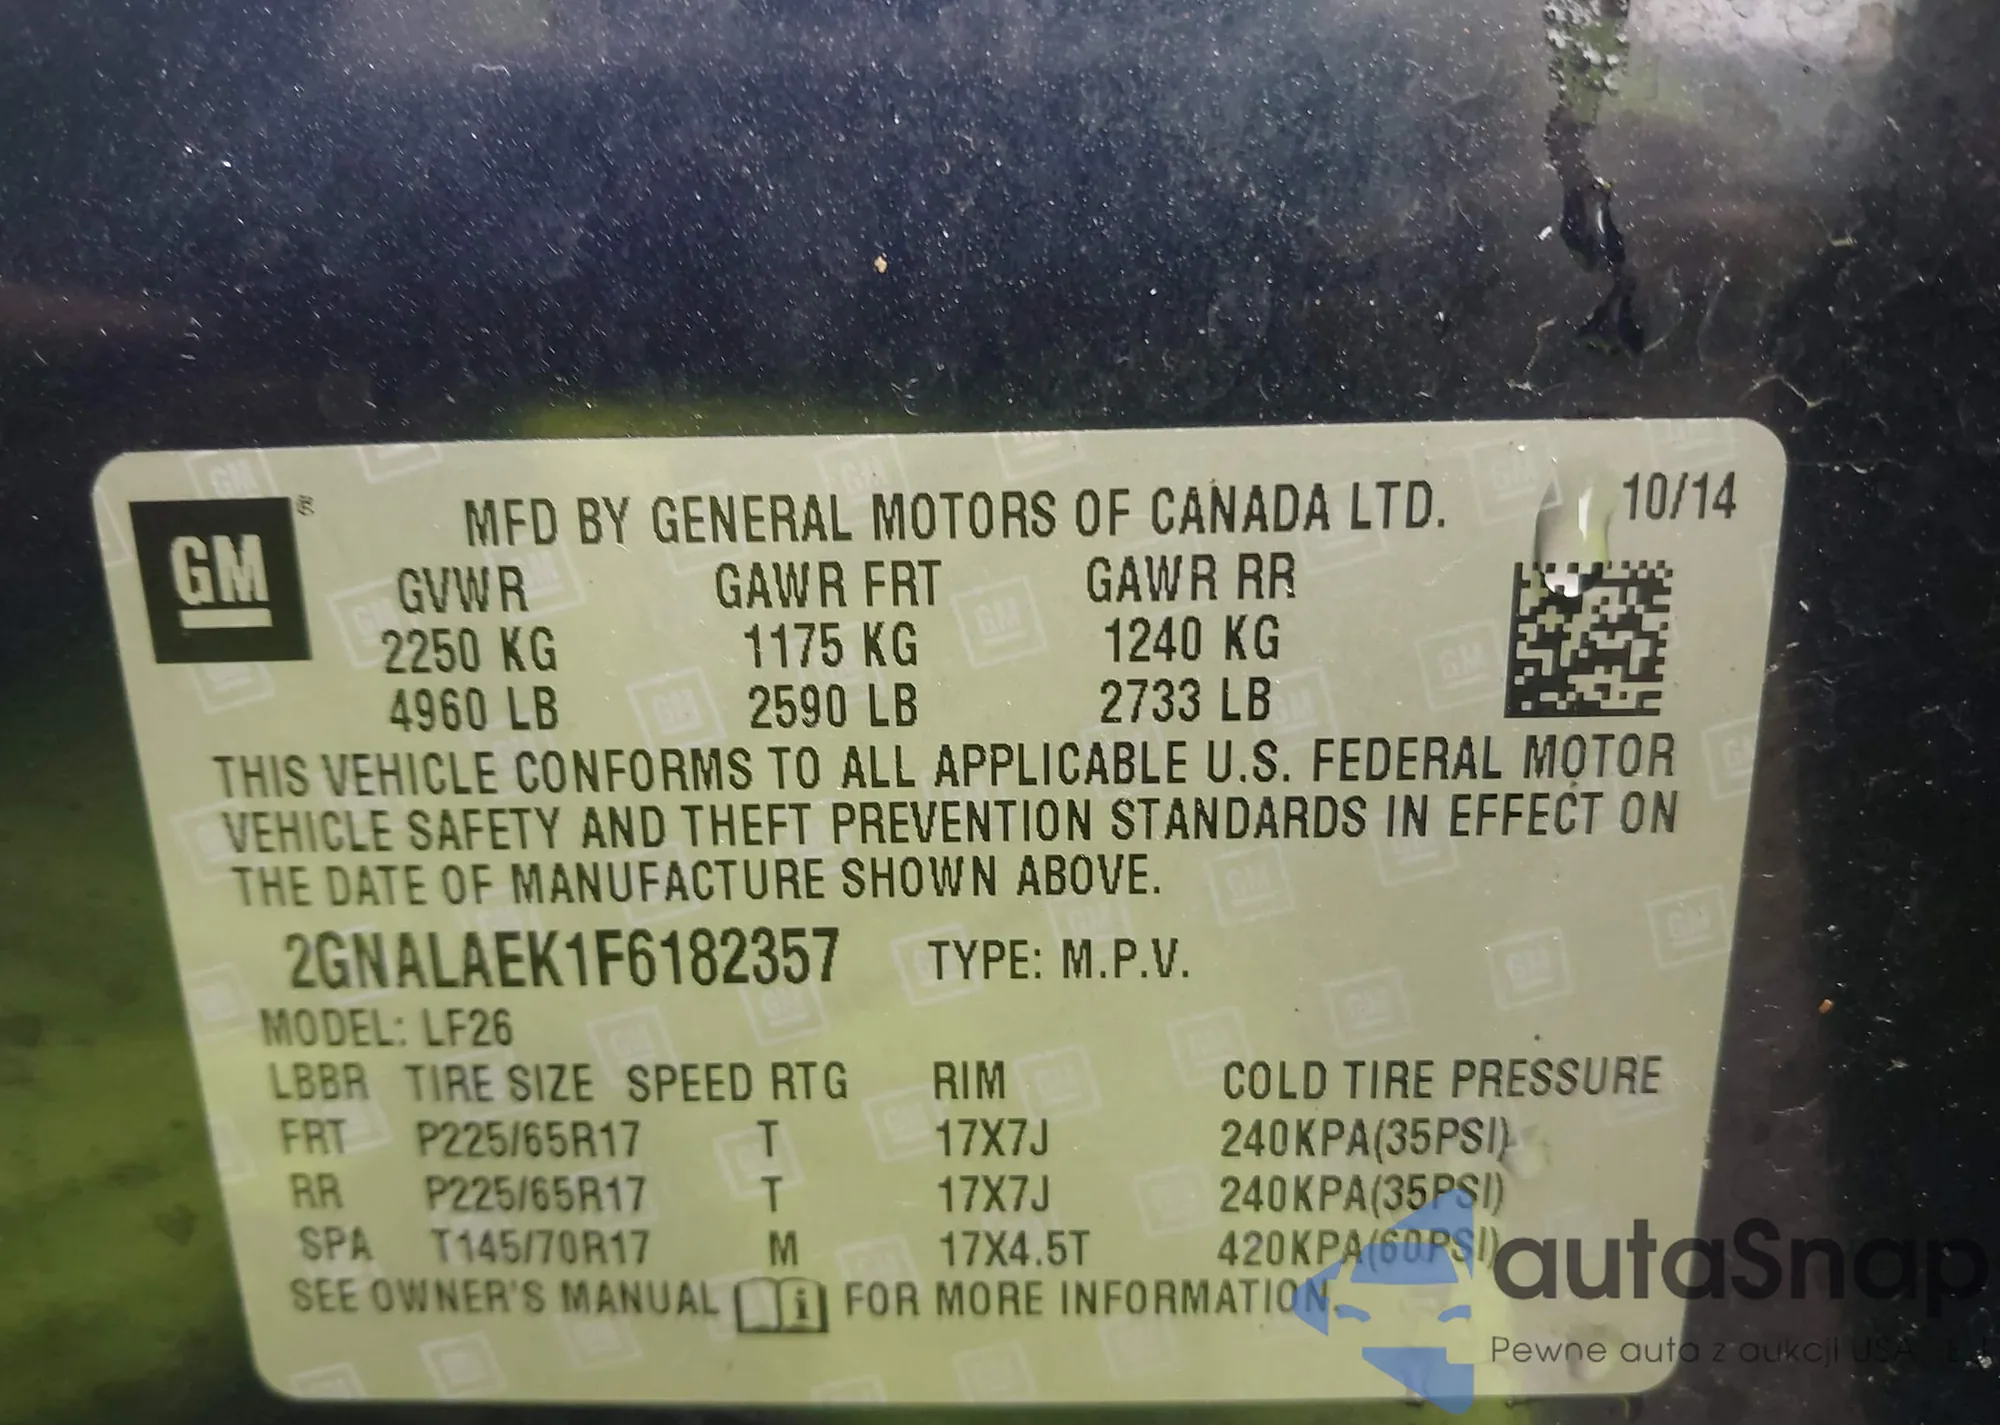 GM ®
MFD BY GENERAL MOTORS OF CANADA LTD. 10/14
GVWR GAWR FRT GAWR RR
2250 KG 1175 KG 1240 KG
4960 LB 2590 LB 2733 LB
THIS VEHICLE CONFORMS TO ALL APPLICABLE U.S. FEDERAL MOTOR
VEHICLE SAFETY AND THEFT PREVENTION STANDARDS IN EFFECT ON
THE DATE OF MANUFACTURE SHOWN ABOVE.
2GNALAEK1F6182357 TYPE: M.P.V.
MODEL: LF26
LBBR TIRE SIZE SPEED RTG RIM COLD TIRE PRESSURE
FRT P225/65R17 T 17X7J 240KPA(35PSI)
RR P225/65R17 T 17X7J 240KPA(35PSI)
SPA T145/70R17 M 17X4.5T 420KPA(60PSI)
SEE OWNER'S MANUAL i FOR MORE INFORMATION.
autaSnap
Pewne auta z aukcji USA